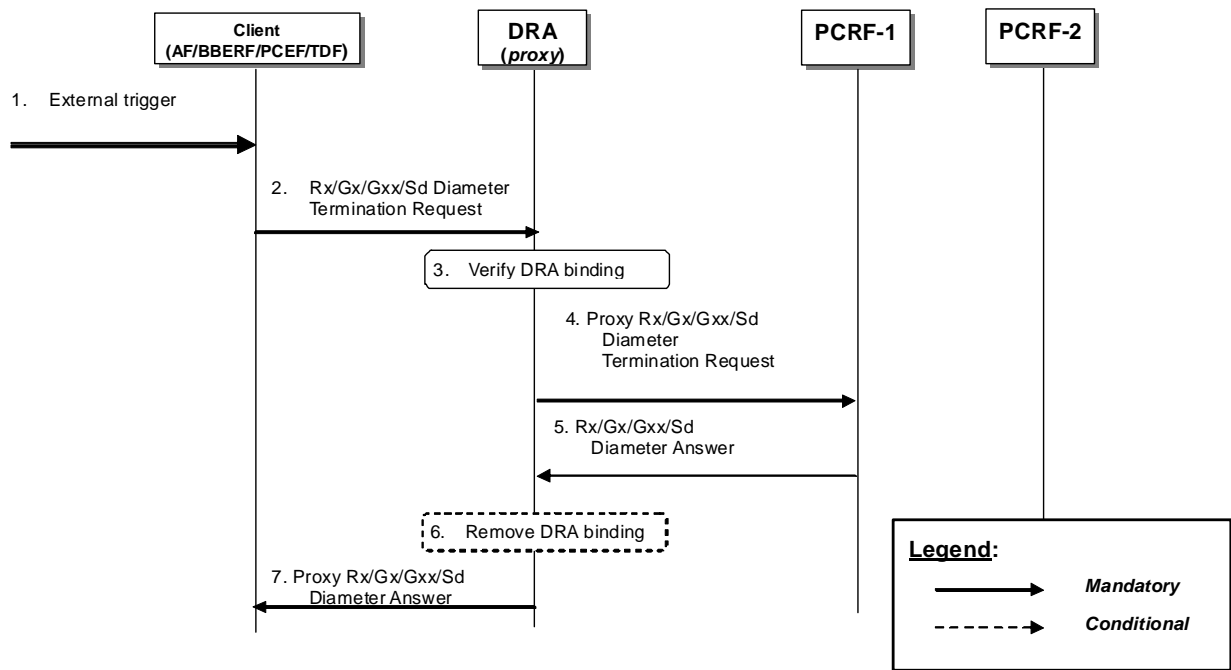 Client
(AF/BBERF/PCEF/TDF)
DRA
(proxy)
PCRF-1
PCRF-2
1. External trigger
2. Rx/Gx/Gxx/Sd Diameter
Termination Request
3. Verify DRA binding
4. Proxy Rx/Gx/Gxx/Sd
Diameter
Termination Request
5. Rx/Gx/Gxx/Sd
Diameter Answer
6. Remove DRA binding
7. Proxy Rx/Gx/Gxx/Sd
Diameter Answer
Legend:
Mandatory
Conditional